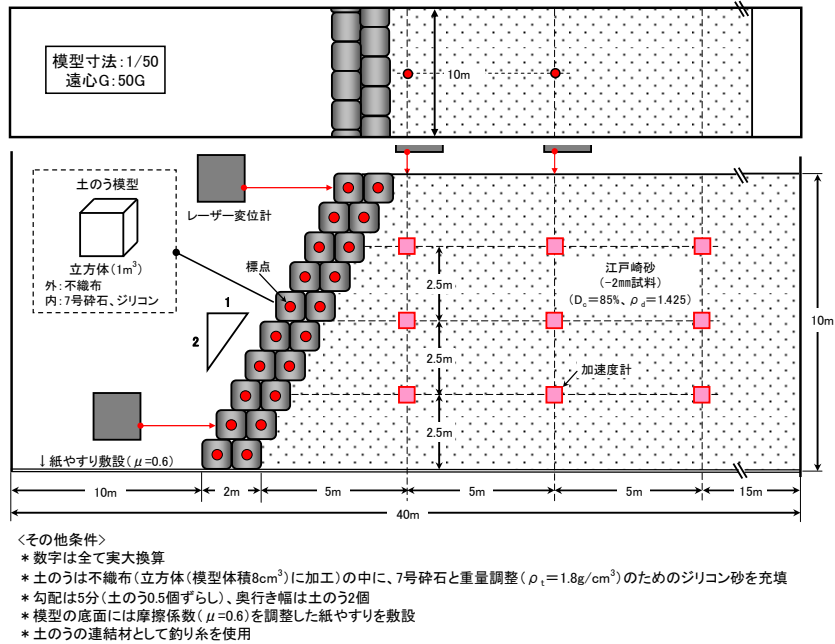 模型寸法:1/50
遠心G:50G
10m
土のう模型
立方体(1m³)
外:不織布
内:7号砕石、ジリコン
レーザー変位計
標点
1
2
2.5m
2.5m
2.5m
江戸崎砂
(-2mm試料)
(Dc=85%、ρd=1.425)
加速度計
10m
↓紙やすり敷設(μ=0.6)
10m
2m
5m
5m
5m
15m
40m
<その他条件>
*数字は全て実大換算
*土のうは不織布(立方体(模型体積8cm³)に加工)の中に、7号砕石と重量調整(ρt=1.8g/cm³)のためのジリコン砂を充填
*勾配は5分(土のう0.5個ずらし)、奥行き幅は土のう2個
*模型の底面には摩擦係数(μ=0.6)を調整した紙やすりを敷設
*土のうの連結材として釣り糸を使用